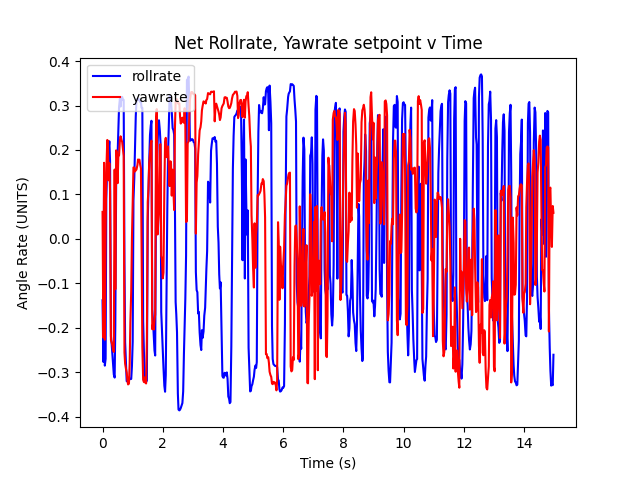 Net Rollrate, Yawrate setpoint v Time
rollrate
yawrate
Angle Rate (UNITS)
0.4
0.3
0.2
0.1
0.0
−0.1
−0.2
−0.3
−0.4
0 2 4 6 8 10 12 14
Time (s)